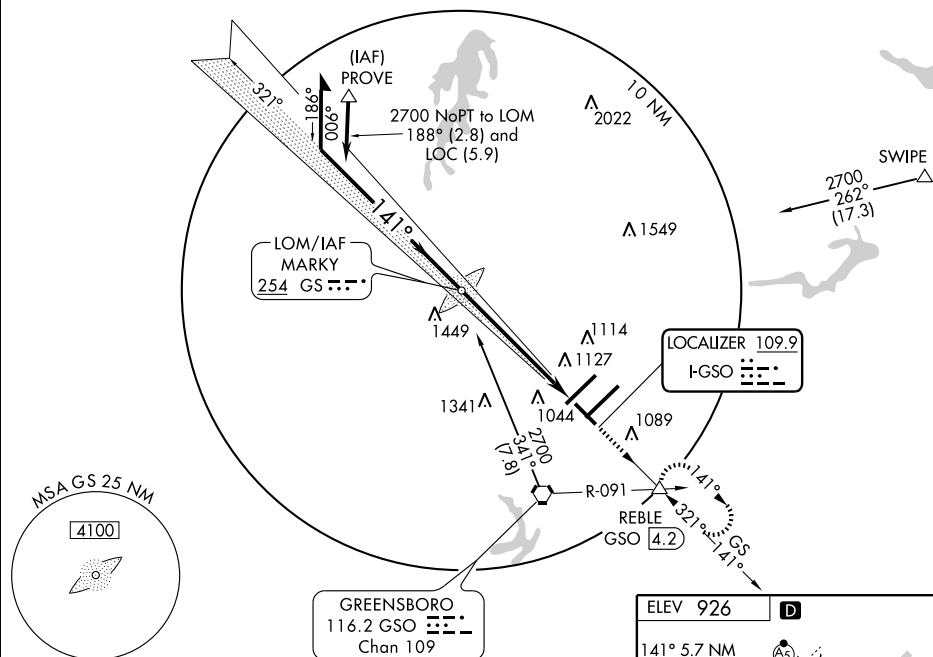 (IAF)
PROVE
321°
186°
006°
2700 NoPT to LOM
188° (2.8) and
LOC (5.9)
10 NM
2022
SWIPE
2700
262°
(17.3)
141°
1549
LOM/IAF
MARKY
254 GS
1449
1114
1127
LOCALIZER 109.9
I-GSO
1341
1044
1089
2700
341°
(7.8)
R-091
141°
REBLE
GSO 4.2
321°
GS
141°
MSA GS 25 NM
4100
GREENSBORO
116.2 GSO
Chan 109
ELEV 926 D
141° 5.7 NM
A5